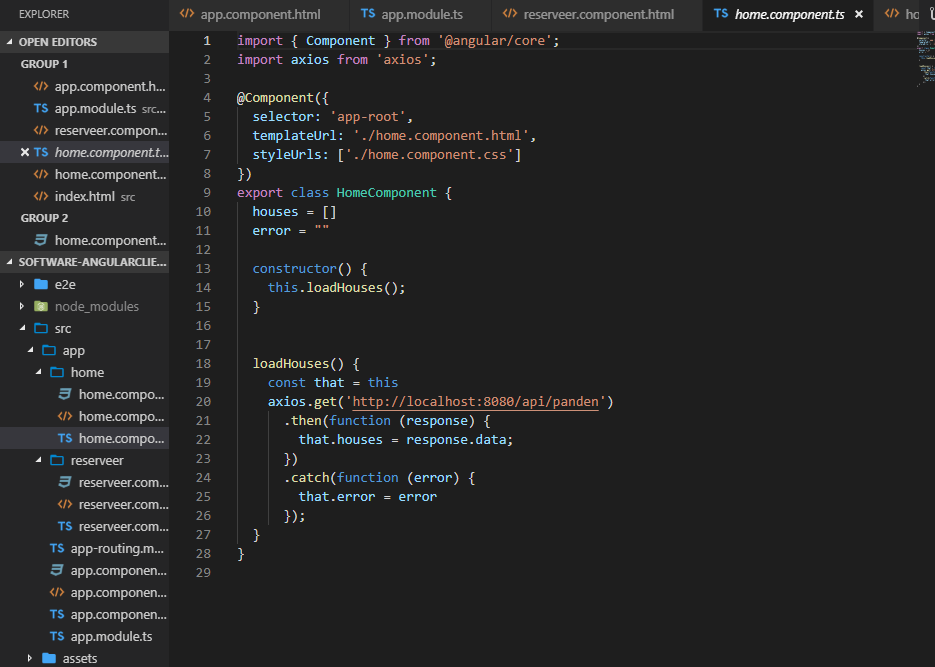 EXPLORER
OPEN EDITORS
GROUP 1
app.component.h...
TS app.module.ts src...
reserveer.compon...
TS home.component.t...
home.component...
index.html src
GROUP 2
home.component...
SOFTWARE-ANGULARCLIE...
e2e
node_modules
src
app
home
home.compo...
home.compo...
TS home.compo...
reserveer
reserveer.com...
reserveer.com...
TS reserveer.com...
TS app-routing.m...
app.componen...
app.componen...
TS app.componen...
TS app.module.ts
assets
app.component.html TS app.module.ts reserveer.component.html TS home.component.ts ho
1 import { Component } from '@angular/core';
2 import axios from 'axios';
3
4 @Component({
5 selector: 'app-root',
6 templateUrl: './home.component.html',
7 styleUrls: ['./home.component.css']
8 })
9 export class HomeComponent {
10 houses = []
11 error = ""
12
13 constructor() {
14 this.loadHouses();
15 }
16
17
18 loadHouses() {
19 const that = this
20 axios.get('http://localhost:8080/api/panden')
21 .then(function (response) {
22 that.houses = response.data;
23 })
24 .catch(function (error) {
25 that.error = error
26 });
27 }
28 }
29